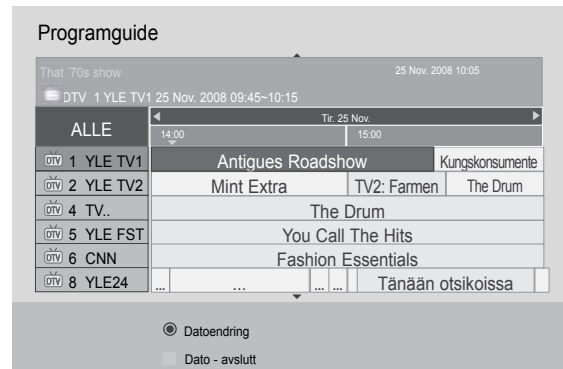 Programguide
That '70s show 25 Nov. 2008 10:05
DTV 1 YLE TV1 25 Nov. 2008 09:45~10:15
ALLE
Tir. 25 Nov.
14:00 15:00
DTV 1 YLE TV1 Antigues Roadshow Kungskonsumente
DTV 2 YLE TV2 Mint Extra TV2: Farmen The Drum
DTV 4 TV.. The Drum
DTV 5 YLE FST You Call The Hits
DTV 6 CNN Fashion Essentials
DTV 8 YLE24 ... ... ... ... Tänään otsikoissa
Datoendring
Dato - avslutt